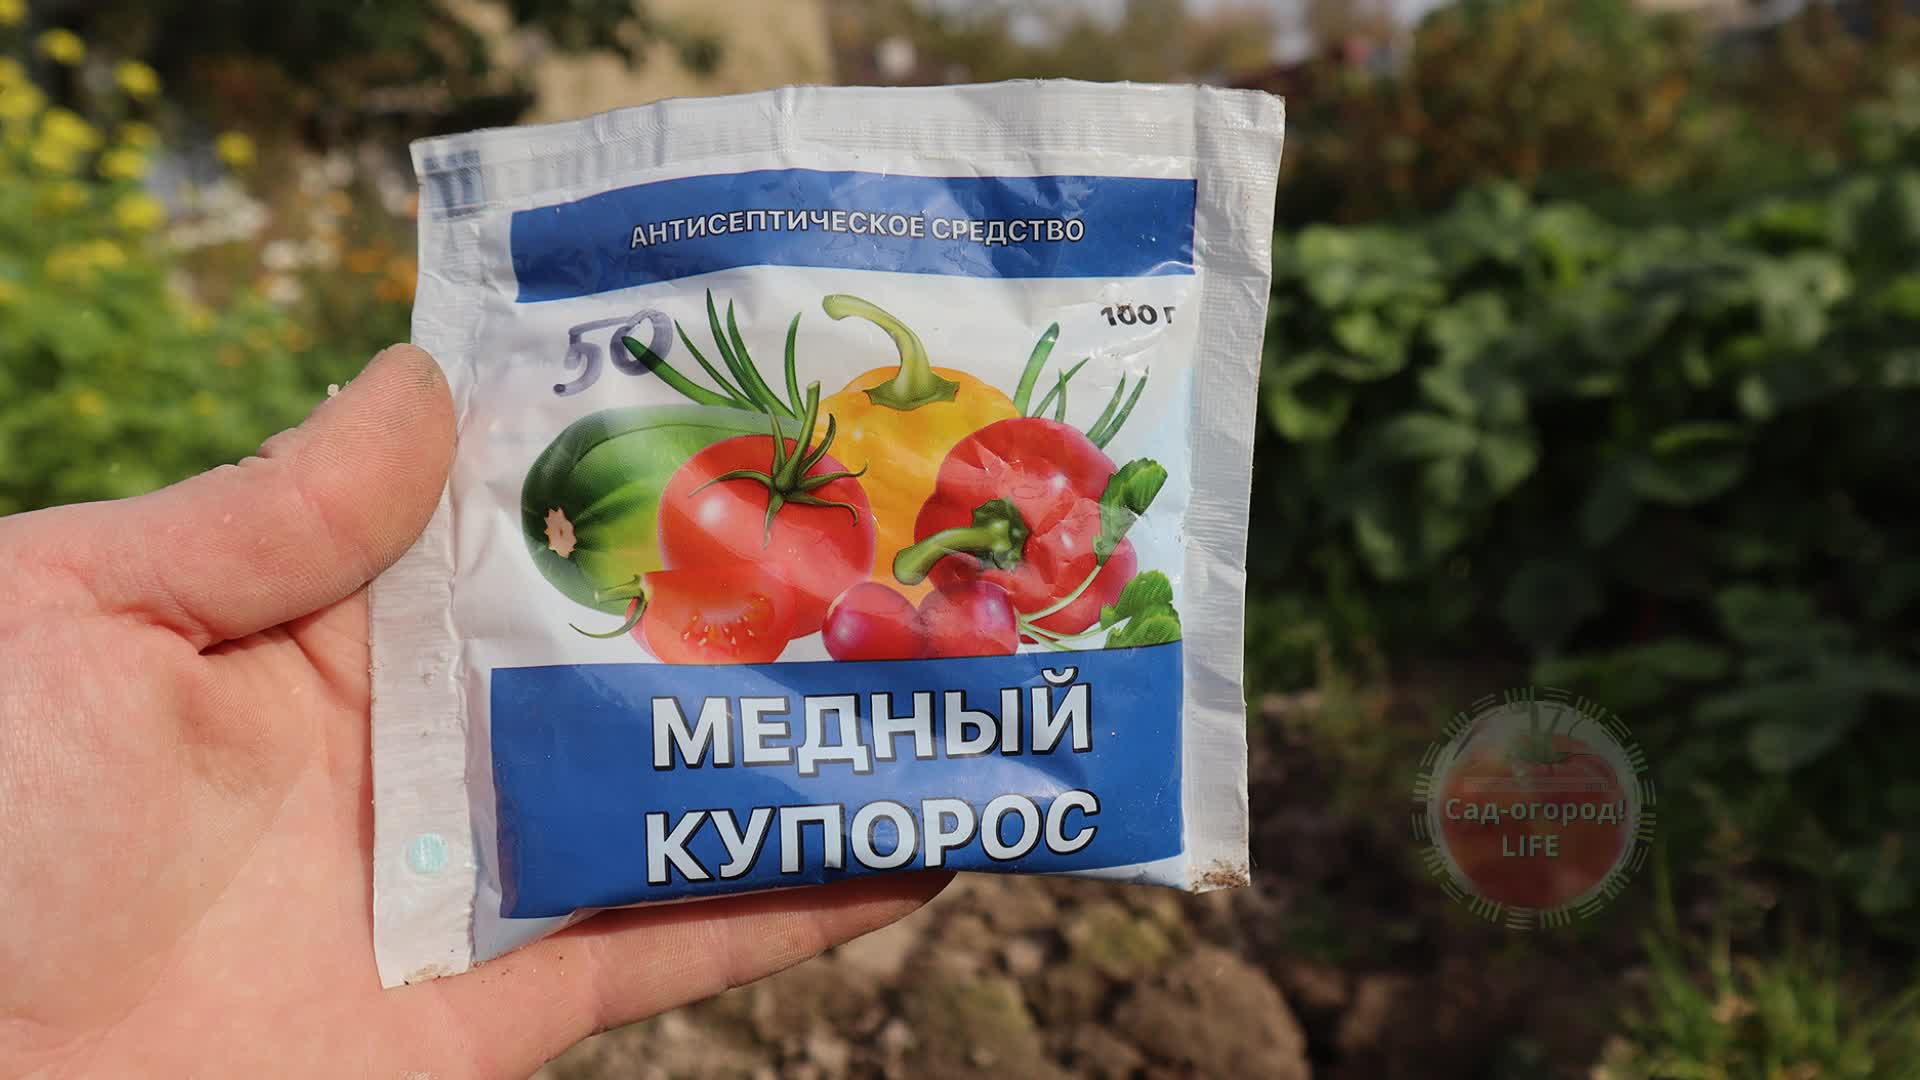 АНТИСЕПТИЧЕСКОЕ СРЕДСТВО
50
100 г
МЕДНЫЙ
КУПОРОС
Сад-огород!
LIFE